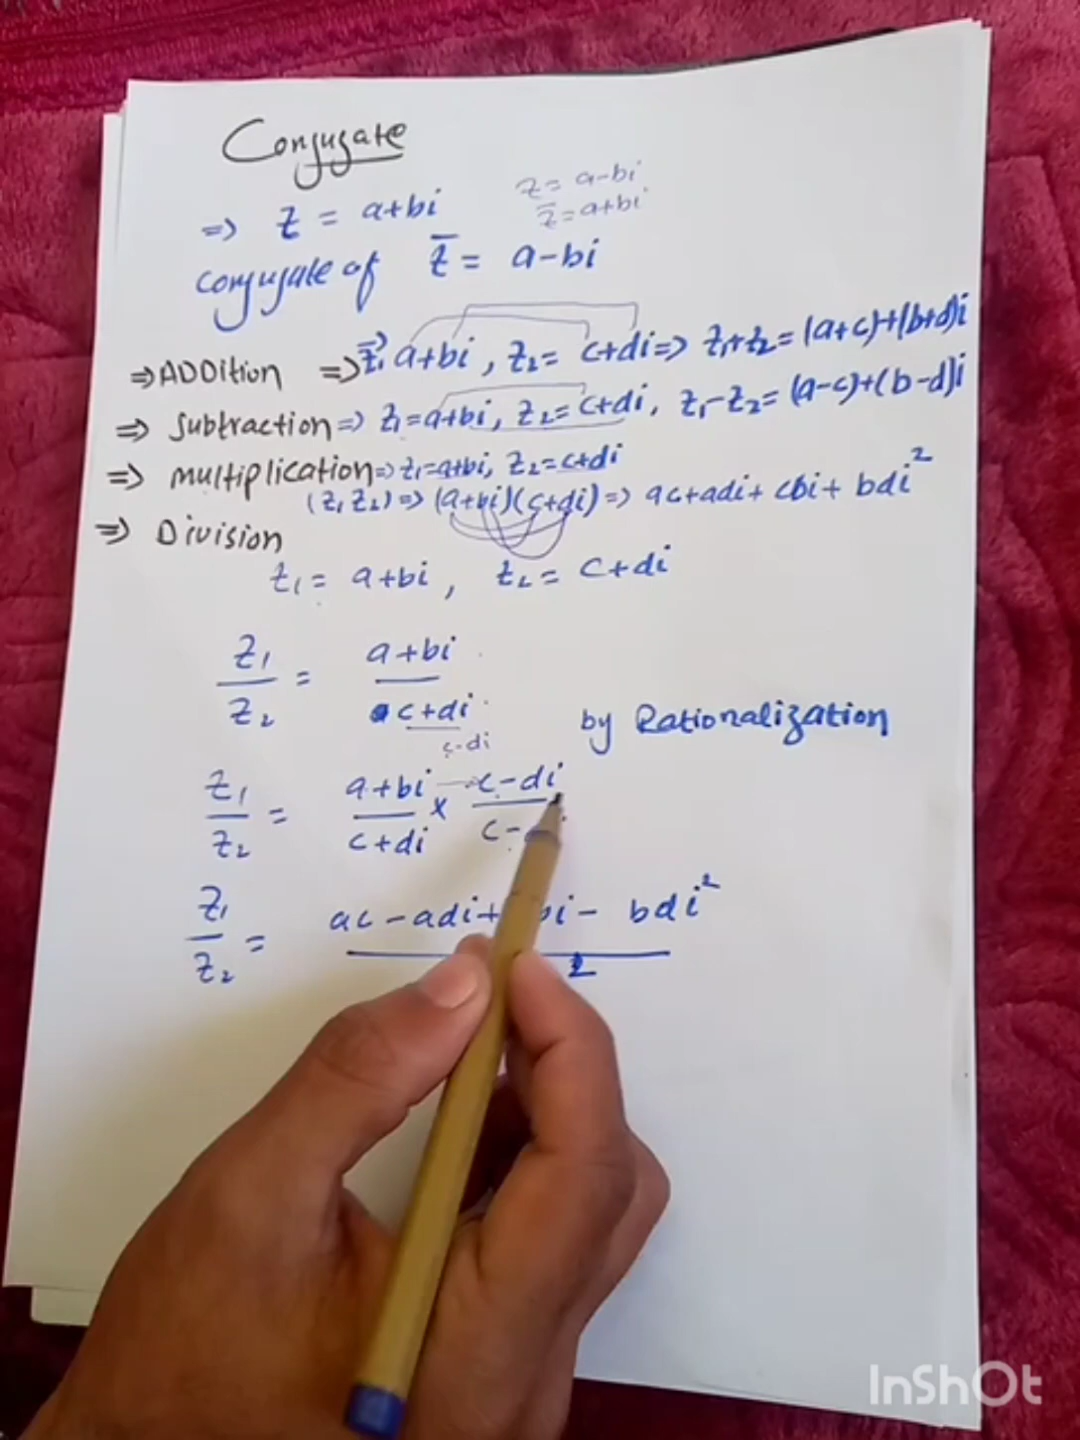 Conjugate
z = a-bi
z̄ = a+bi
=> z = a+bi
conjugate of z̄ = a-bi
=> ADDition => z₁ a+bi , z₂ = c+di => z₁+z₂ = (a+c)+(b+d)i
=> Subtraction => z₁=a+bi, z₂=c+di, z₁-z₂=(a-c)+(b-d)i
=> multiplication => z₁=a+bi, z₂=c+di
(z₁z₂) => (a+bi)(c+di) => ac+adi+cbi+bdi²
=> Division
z₁ = a+bi , z₂ = c+di
z₁/z₂ = a+bi/c+di
c-di
by Rationalization
z₁/z₂ = a+bi/c+di × c-di/c-
z₁/z₂ = ac-adi+ bi- bdi²
2
InShOt